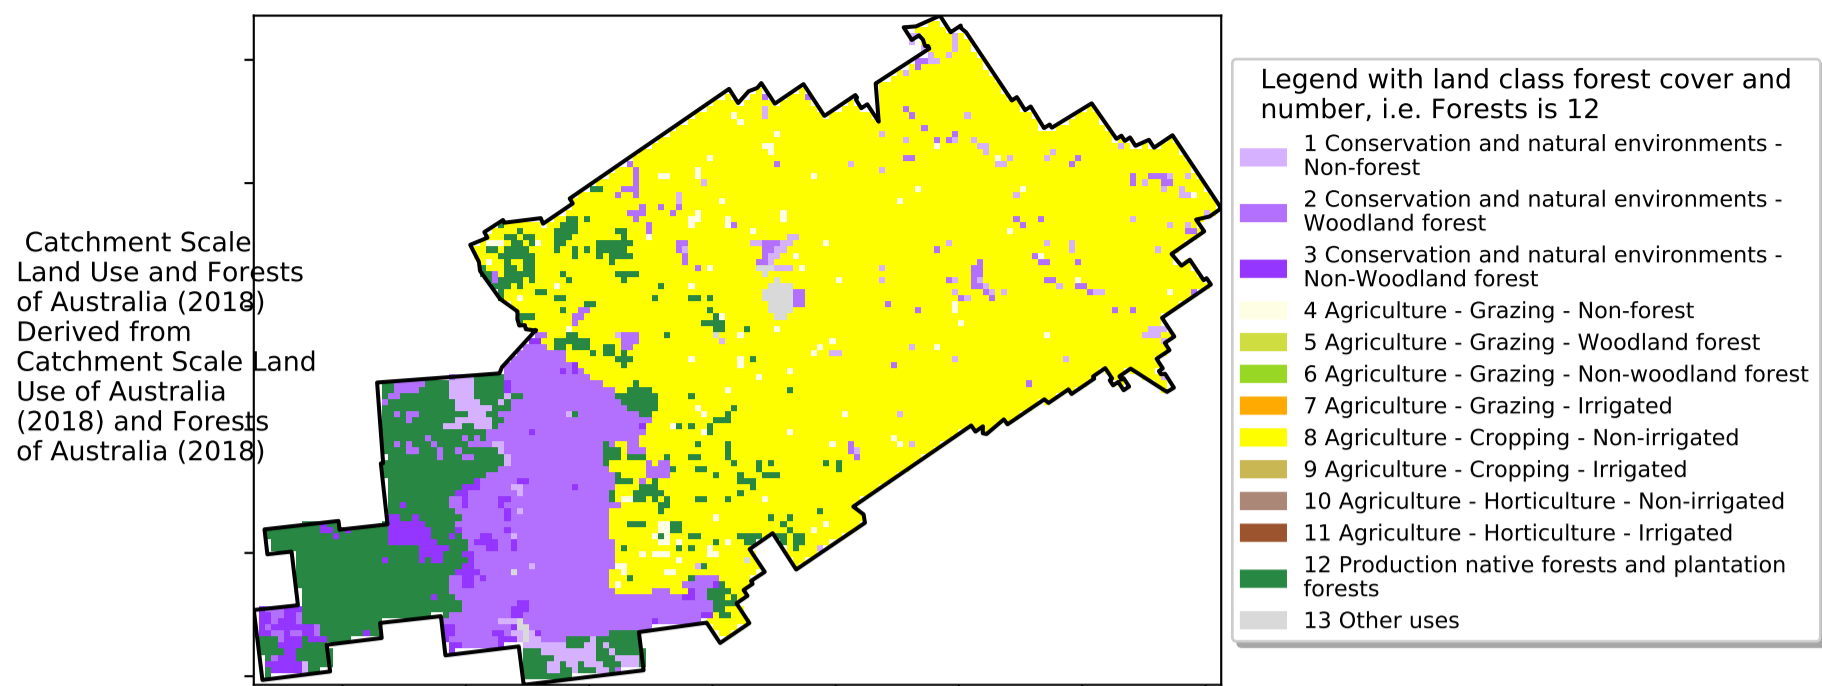 Catchment Scale
Land Use and Forests
of Australia (2018)
Derived from
Catchment Scale Land
Use of Australia
(2018) and Forests
of Australia (2018)
Legend with land class forest cover and
number, i.e. Forests is 12
1 Conservation and natural environments -
Non-forest
2 Conservation and natural environments -
Woodland forest
3 Conservation and natural environments -
Non-Woodland forest
4 Agriculture - Grazing - Non-forest
5 Agriculture - Grazing - Woodland forest
6 Agriculture - Grazing - Non-woodland forest
7 Agriculture - Grazing - Irrigated
8 Agriculture - Cropping - Non-irrigated
9 Agriculture - Cropping - Irrigated
10 Agriculture - Horticulture - Non-irrigated
11 Agriculture - Horticulture - Irrigated
12 Production native forests and plantation
forests
13 Other uses